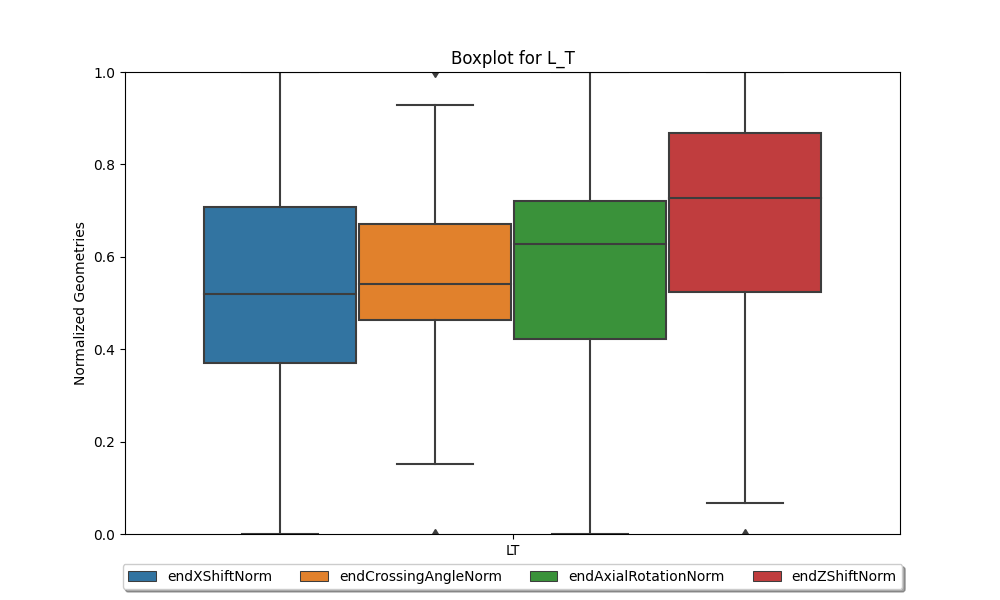 Boxplot for L_T
Normalized Geometries
1.0
0.8
0.6
0.4
0.2
0.0
LT
endXShiftNorm endCrossingAngleNorm endAxialRotationNorm endZShiftNorm